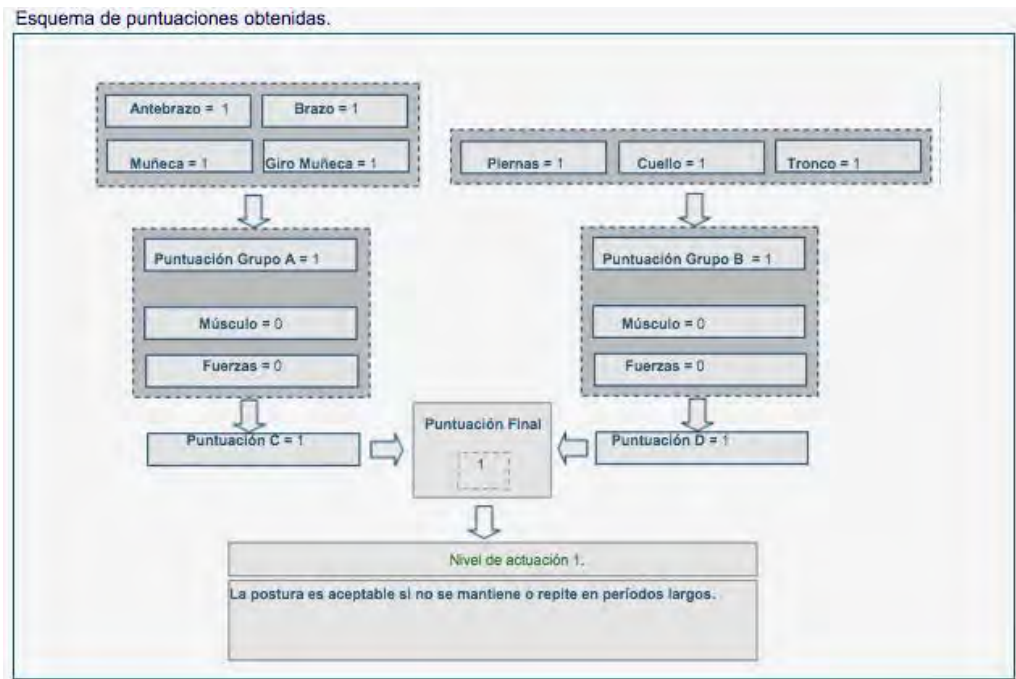 Esquema de puntuaciones obtenidas.
Antebrazo = 1
Brazo = 1
Muñeca = 1
Giro Muñeca = 1
Piernas = 1
Cuello = 1
Tronco = 1
Puntuación Grupo A = 1
Músculo = 0
Fuerzas = 0
Puntuación Grupo B = 1
Músculo = 0
Fuerzas = 0
Puntuación C = 1
Puntuación Final
1
Puntuación D = 1
Nivel de actuación 1.
La postura es aceptable si no se mantiene o repite en períodos largos.